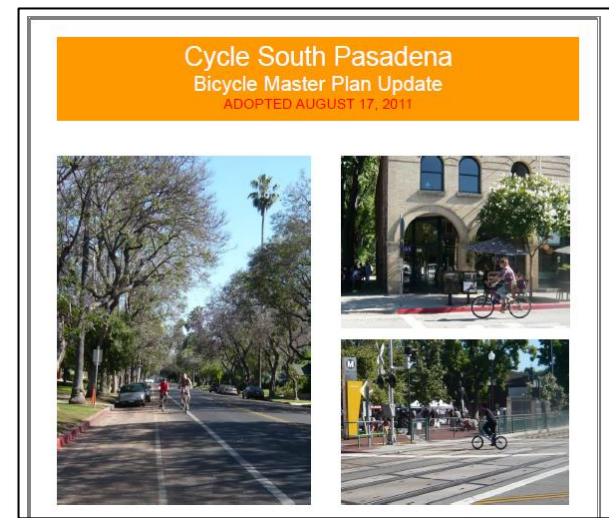 Cycle South Pasadena
Bicycle Master Plan Update
ADOPTED AUGUST 17, 2011
M